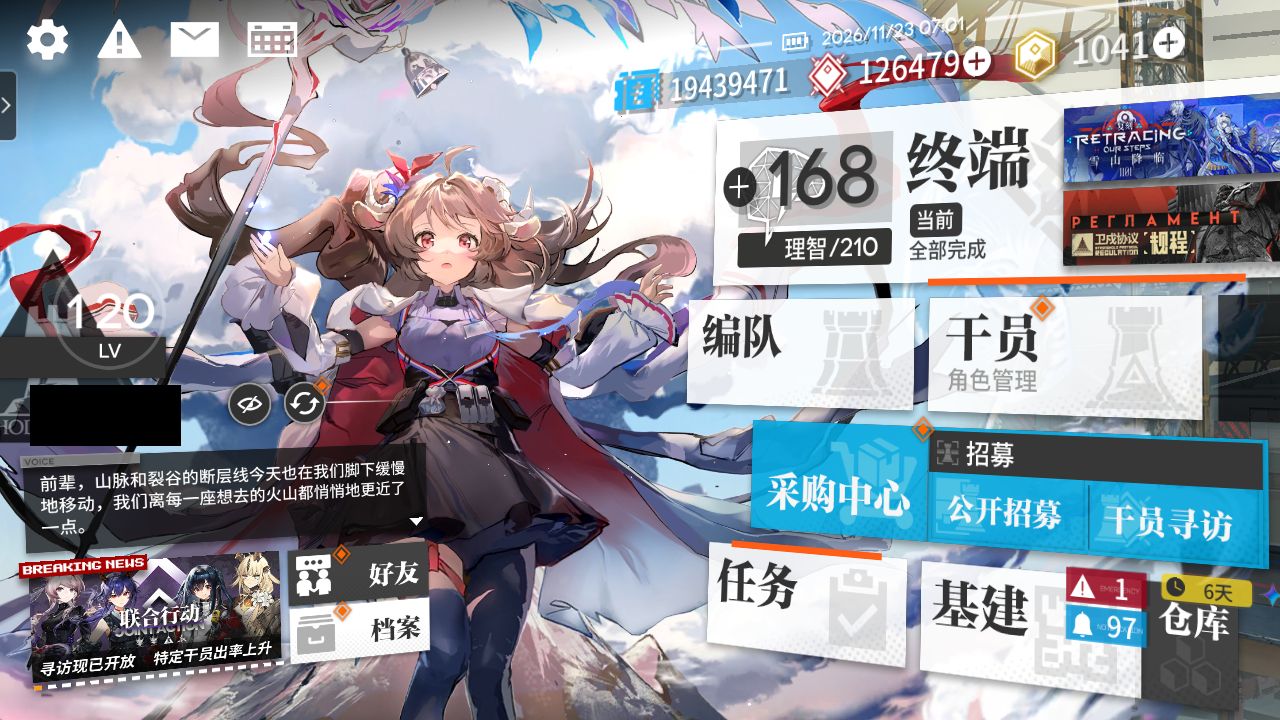 2026/11/23 07:01
19439471
126479
1041
168
理智/210
终端
当前
全部完成
复刻
RETRACING
OUR STEPS
雪山降临
1101
РЕГЛАМЕНТ
卫戍协议
规程
120
LV
编队
干员
角色管理
VOICE
前辈，山脉和裂谷的断层线今天也在我们脚下缓慢
地移动，我们离每一座想去的火山都悄悄地更近了
一点。
采购中心
招募
公开招募
干员寻访
BREAKING NEWS
联合行动
JOINT ACTION
寻访现已开放 特定干员出率上升
好友
档案
任务
基建
EMERGENCY
1
97
6天
仓库